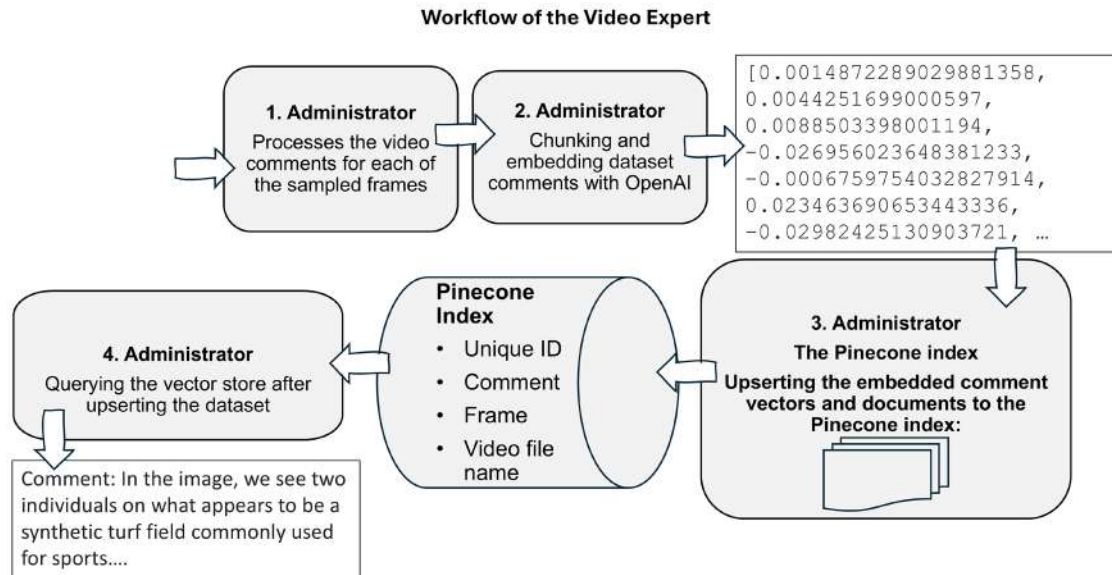 Workflow of the Video Expert
1. Administrator
Processes the video
comments for each of
the sampled frames
2. Administrator
Chunking and
embedding dataset
comments with OpenAI
[0.0014872289029881358,
0.0044251699000597,
0.00885033980 01194,
-0.026956023648381233,
-0.0006759754032827914,
0.023463690653443336,
-0.02982425130903721, …
3. Administrator
The Pinecone index
Upserting the embedded comment
vectors and documents to the
Pinecone index:
Pinecone
Index
• Unique ID
• Comment
• Frame
• Video file
name
4. Administrator
Querying the vector store after
upserting the dataset
Comment: In the image, we see two
individuals on what appears to be a
synthetic turf field commonly used
for sports....